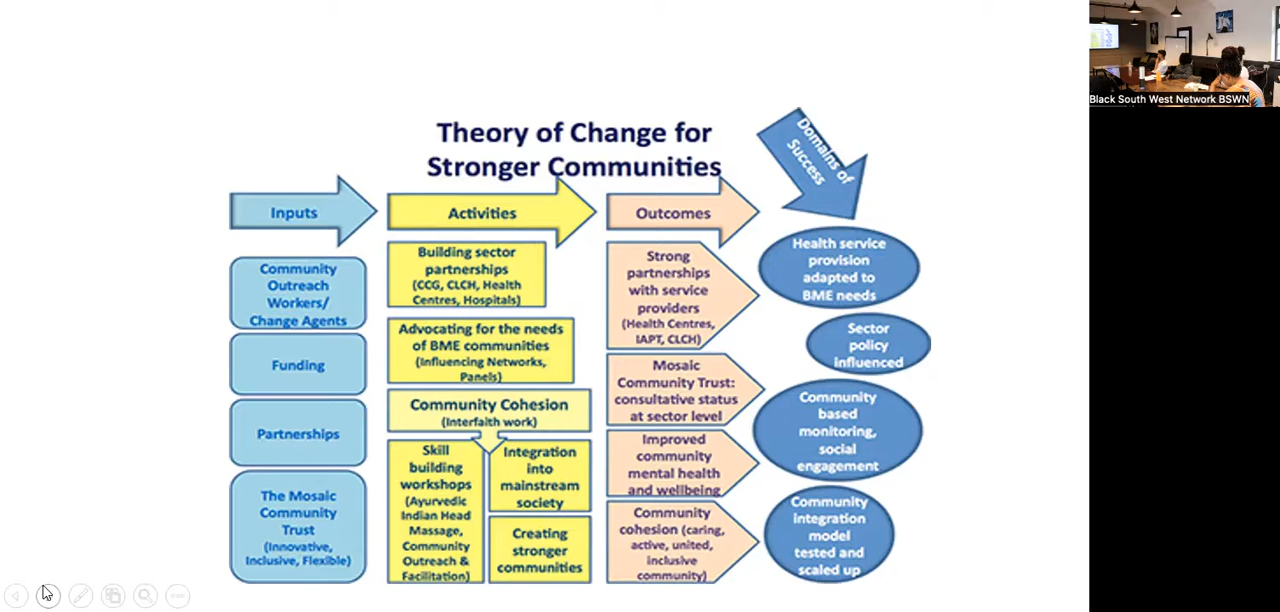 Theory of Change for
Stronger Communities
Domains of
Success
Inputs
Activities
Outcomes
Community
Outreach
Workers/
Change Agents
Funding
Partnerships
The Mosaic
Community
Trust
(Innovative,
Inclusive, Flexible)
Building sector
partnerships
(CCG, CLCH, Health
Centres, Hospitals)
Advocating for the needs
of BME communities
(Influencing Networks,
Panels)
Community Cohesion
(Interfaith work)
Skill
building
workshops
(Ayurvedic
Indian Head
Massage,
Community
Outreach &
Facilitation)
Integration
into
mainstream
society
Creating
stronger
communities
Strong
partnerships
with service
providers
(Health Centres,
IAPT, CLCH)
Mosaic
Community Trust:
consultative status
at sector level
Improved
community
mental health
and wellbeing
Community
cohesion (caring,
active, united,
inclusive
community)
Health service
provision
adapted to
BME needs
Sector
policy
influenced
Community
based
monitoring,
social
engagement
Community
integration
model
tested and
scaled up
Black South West Network BSWN